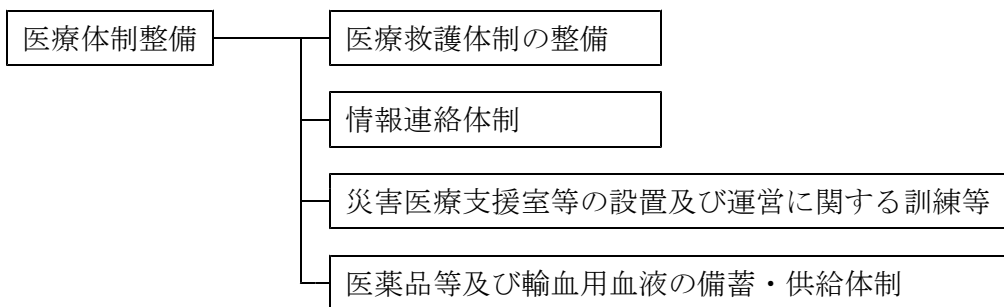 医療体制整備
医療救護体制の整備
情報連絡体制
災害医療支援室等の設置及び運営に関する訓練等
医薬品等及び輸血用血液の備蓄・供給体制